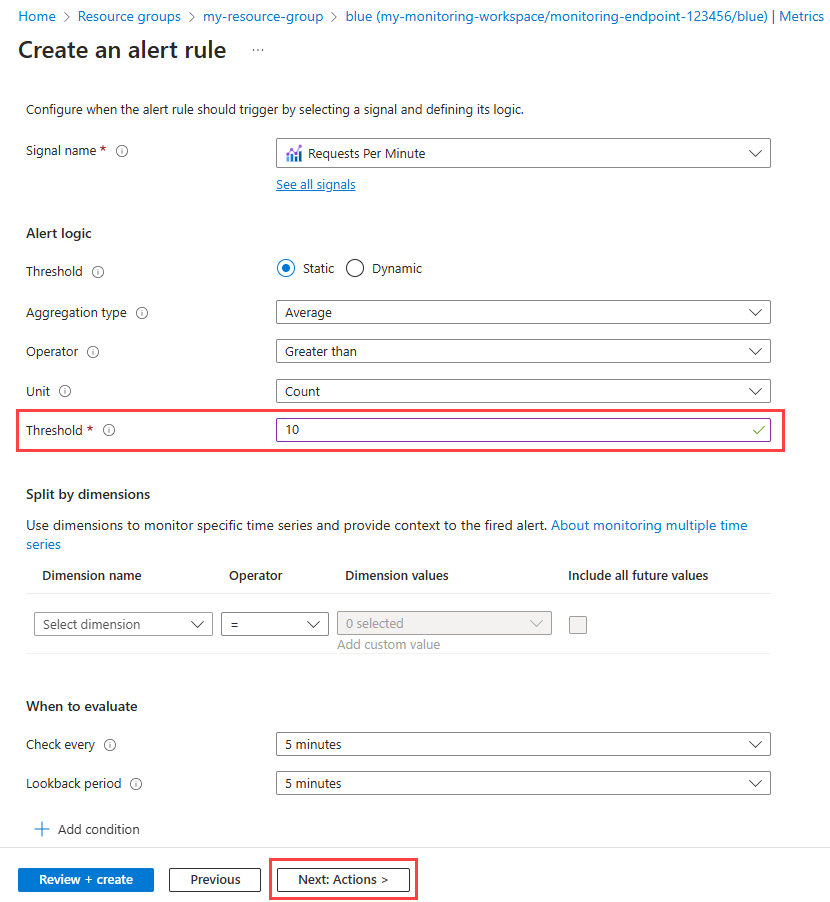 Home > Resource groups > my-resource-group > blue (my-monitoring-workspace/monitoring-endpoint-123456/blue) | Metrics
Create an alert rule ...
Configure when the alert rule should trigger by selecting a signal and defining its logic.
Signal name * Requests Per Minute
See all signals
Alert logic
Threshold Static Dynamic
Aggregation type Average
Operator Greater than
Unit Count
Threshold * 10
Split by dimensions
Use dimensions to monitor specific time series and provide context to the fired alert. About monitoring multiple time
series
Dimension name Operator Dimension values Include all future values
Select dimension = 0 selected
Add custom value
When to evaluate
Check every 5 minutes
Lookback period 5 minutes
+ Add condition
Review + create Previous Next: Actions >